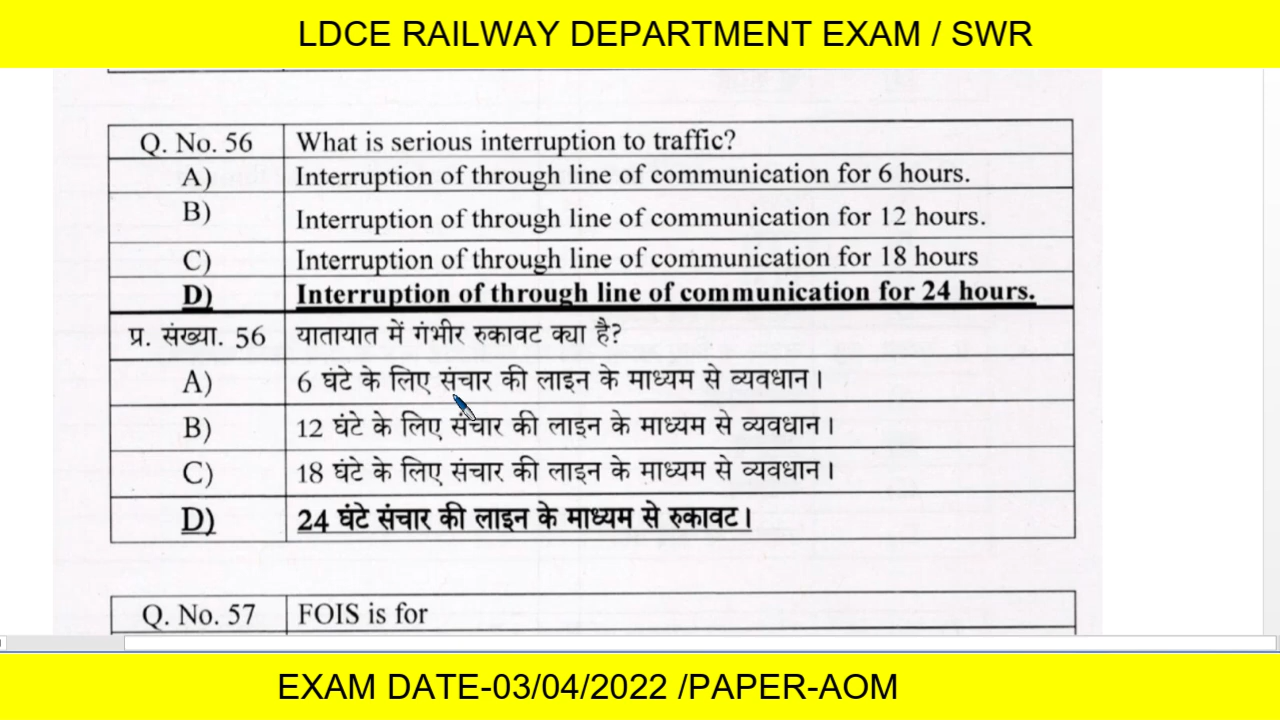 LDCE RAILWAY DEPARTMENT EXAM / SWR
Q. No. 56 What is serious interruption to traffic?
A) Interruption of through line of communication for 6 hours.
B) Interruption of through line of communication for 12 hours.
C) Interruption of through line of communication for 18 hours
D) Interruption of through line of communication for 24 hours.
प्र. संख्या. 56 यातायात में गंभीर रुकावट क्या है?
A) 6 घंटे के लिए संचार की लाइन के माध्यम से व्यवधान।
B) 12 घंटे के लिए संचार की लाइन के माध्यम से व्यवधान।
C) 18 घंटे के लिए संचार की लाइन के माध्यम से व्यवधान।
D) 24 घंटे संचार की लाइन के माध्यम से रुकावट।
Q. No. 57 FOIS is for
EXAM DATE-03/04/2022 /PAPER-AOM